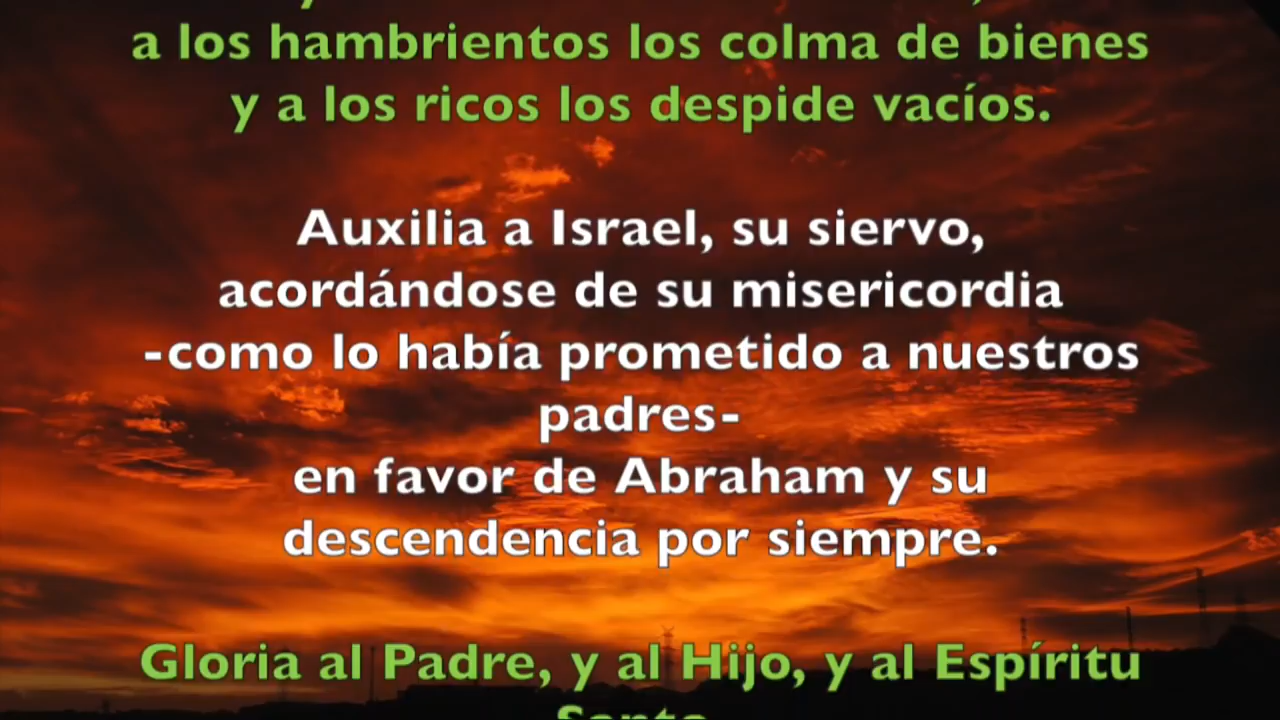 a los hambrientos los colma de bienes
y a los ricos los despide vacíos.
Auxilia a Israel, su siervo,
acordándose de su misericordia
-como lo había prometido a nuestros
padres-
en favor de Abraham y su
descendencia por siempre.
Gloria al Padre, y al Hijo, y al Espíritu